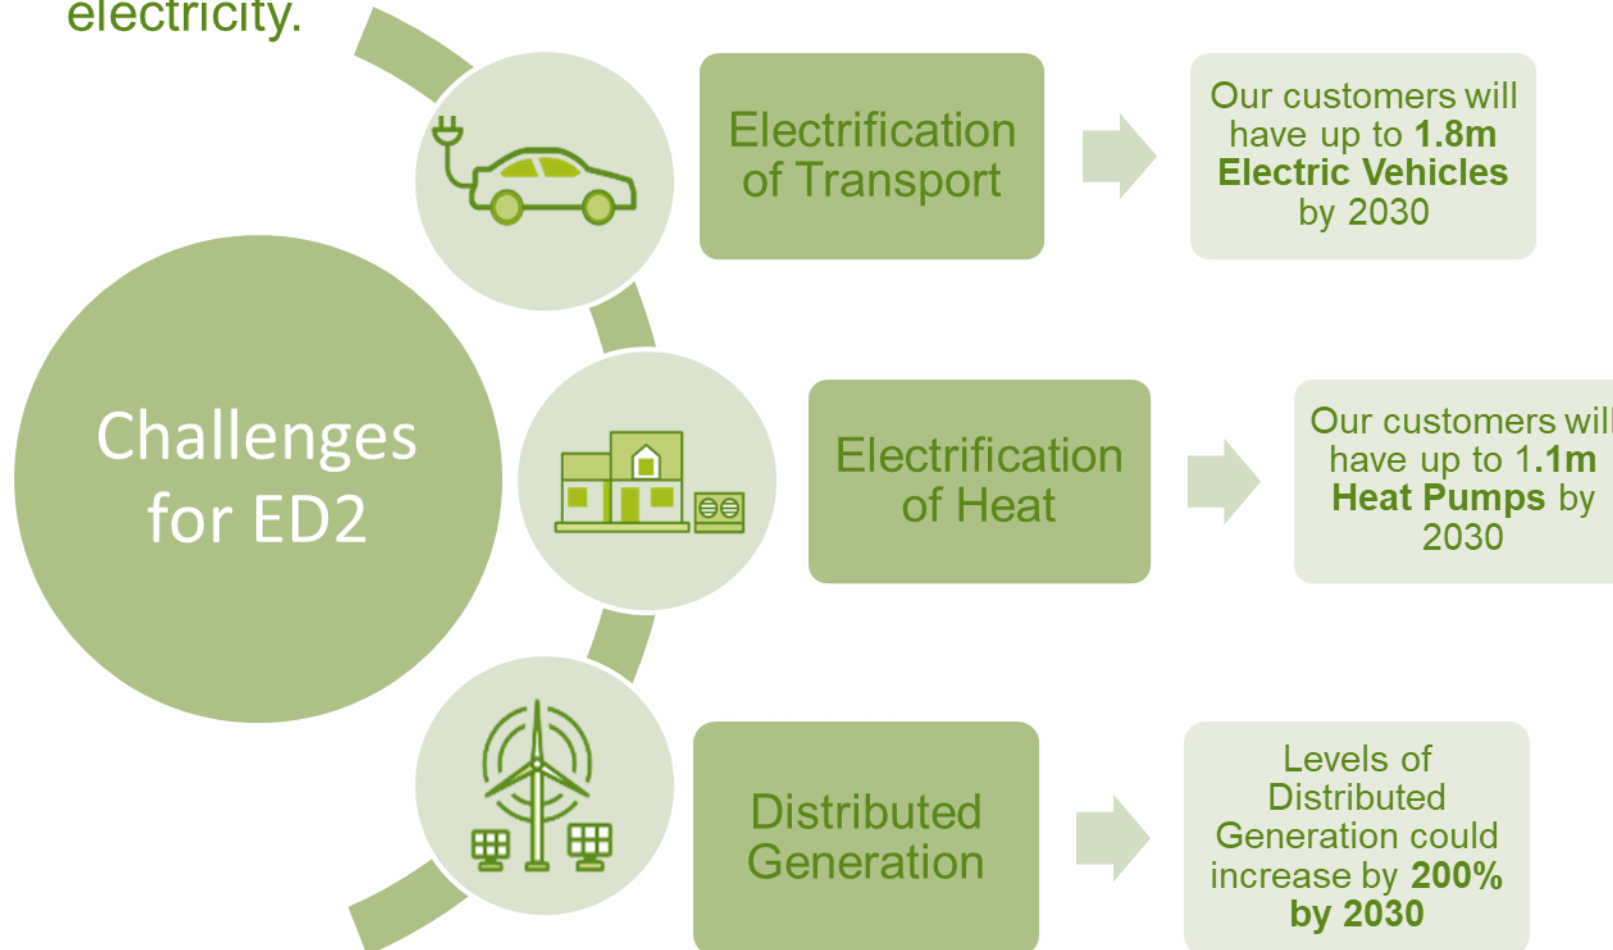 electricity.
Challenges
for ED2
Electrification
of Transport
Our customers will
have up to 1.8m
Electric Vehicles
by 2030
Electrification
of Heat
Our customers will
have up to 1.1m
Heat Pumps by
2030
Distributed
Generation
Levels of
Distributed
Generation could
increase by 200%
by 2030